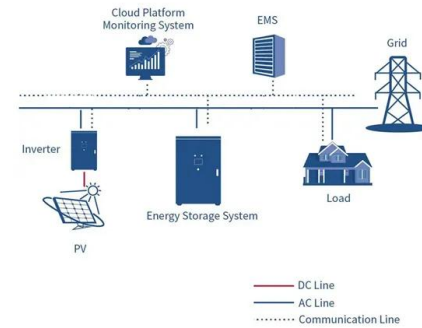 Cloud Platform
Monitoring System
EMS
Grid
Inverter
Energy Storage System
Load
PV
DC Line
AC Line
Communication Line